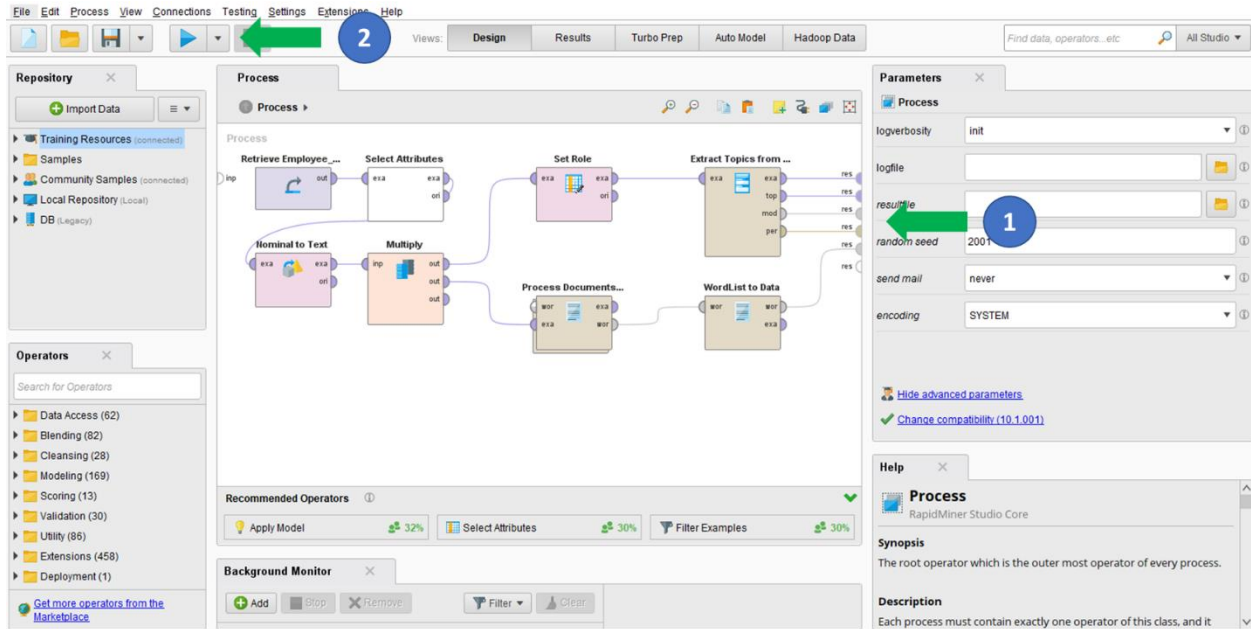 File Edit Process View Connections Testing Settings Extensions Help
2
Views: Design Results Turbo Prep Auto Model Hadoop Data
Find data, operators...etc
All Studio
Repository
Import Data
Training Resources (connected)
Samples
Community Samples (connected)
Local Repository (Local)
DB (Legacy)
Operators
Search for Operators
Data Access (62)
Blending (82)
Cleansing (28)
Modeling (169)
Scoring (13)
Validation (30)
Utility (86)
Extensions (458)
Deployment (1)
Get more operators from the
Marketplace
Process
Process
Process
Retrieve Employee_... Select Attributes Set Role Extract Topics from ...
inp out exa exa exa exa exa exa res
ori ori top res
mod res
per res
res
res
Nominal to Text Multiply
exa exa inp out
ori out
out
Process Documents... WordList to Data
wor exa wor wor
exa wor exa
Recommended Operators
Apply Model 32% Select Attributes 30% Filter Examples 30%
Background Monitor
Add Stop Remove Filter Clear
Parameters
Process
logverbosity init
logfile
resultfile
1
random seed 2001
send mail never
encoding SYSTEM
Hide advanced parameters
Change compatibility (10.1.001)
Help
Process
RapidMiner Studio Core
Synopsis
The root operator which is the outer most operator of every process.
Description
Each process must contain exactly one operator of this class, and it